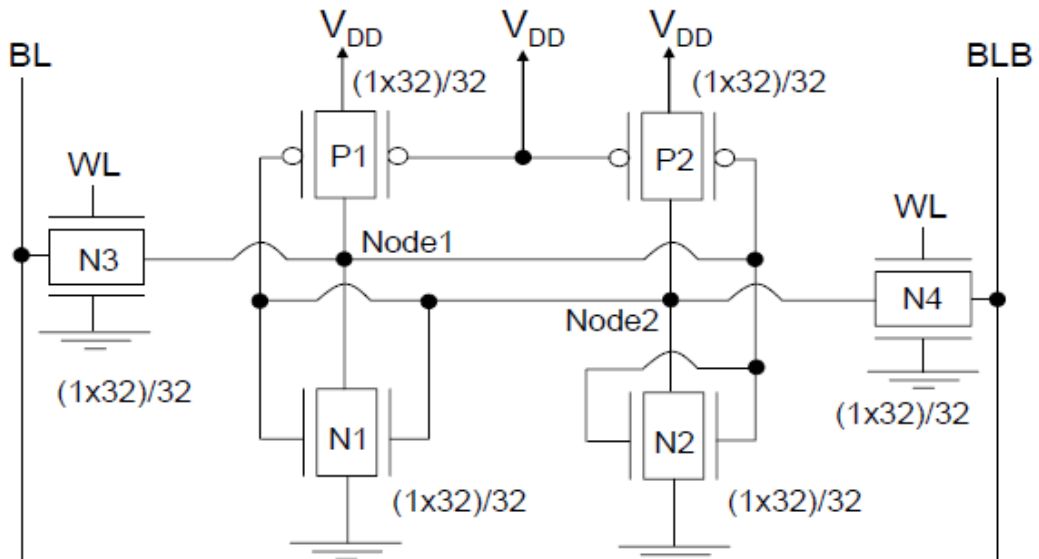 V_DD V_DD V_DD
BL BLB
(1x32)/32 (1x32)/32
P1 P2
WL WL
Node1
N3 N4
Node2
(1x32)/32 (1x32)/32
N1 N2
(1x32)/32 (1x32)/32